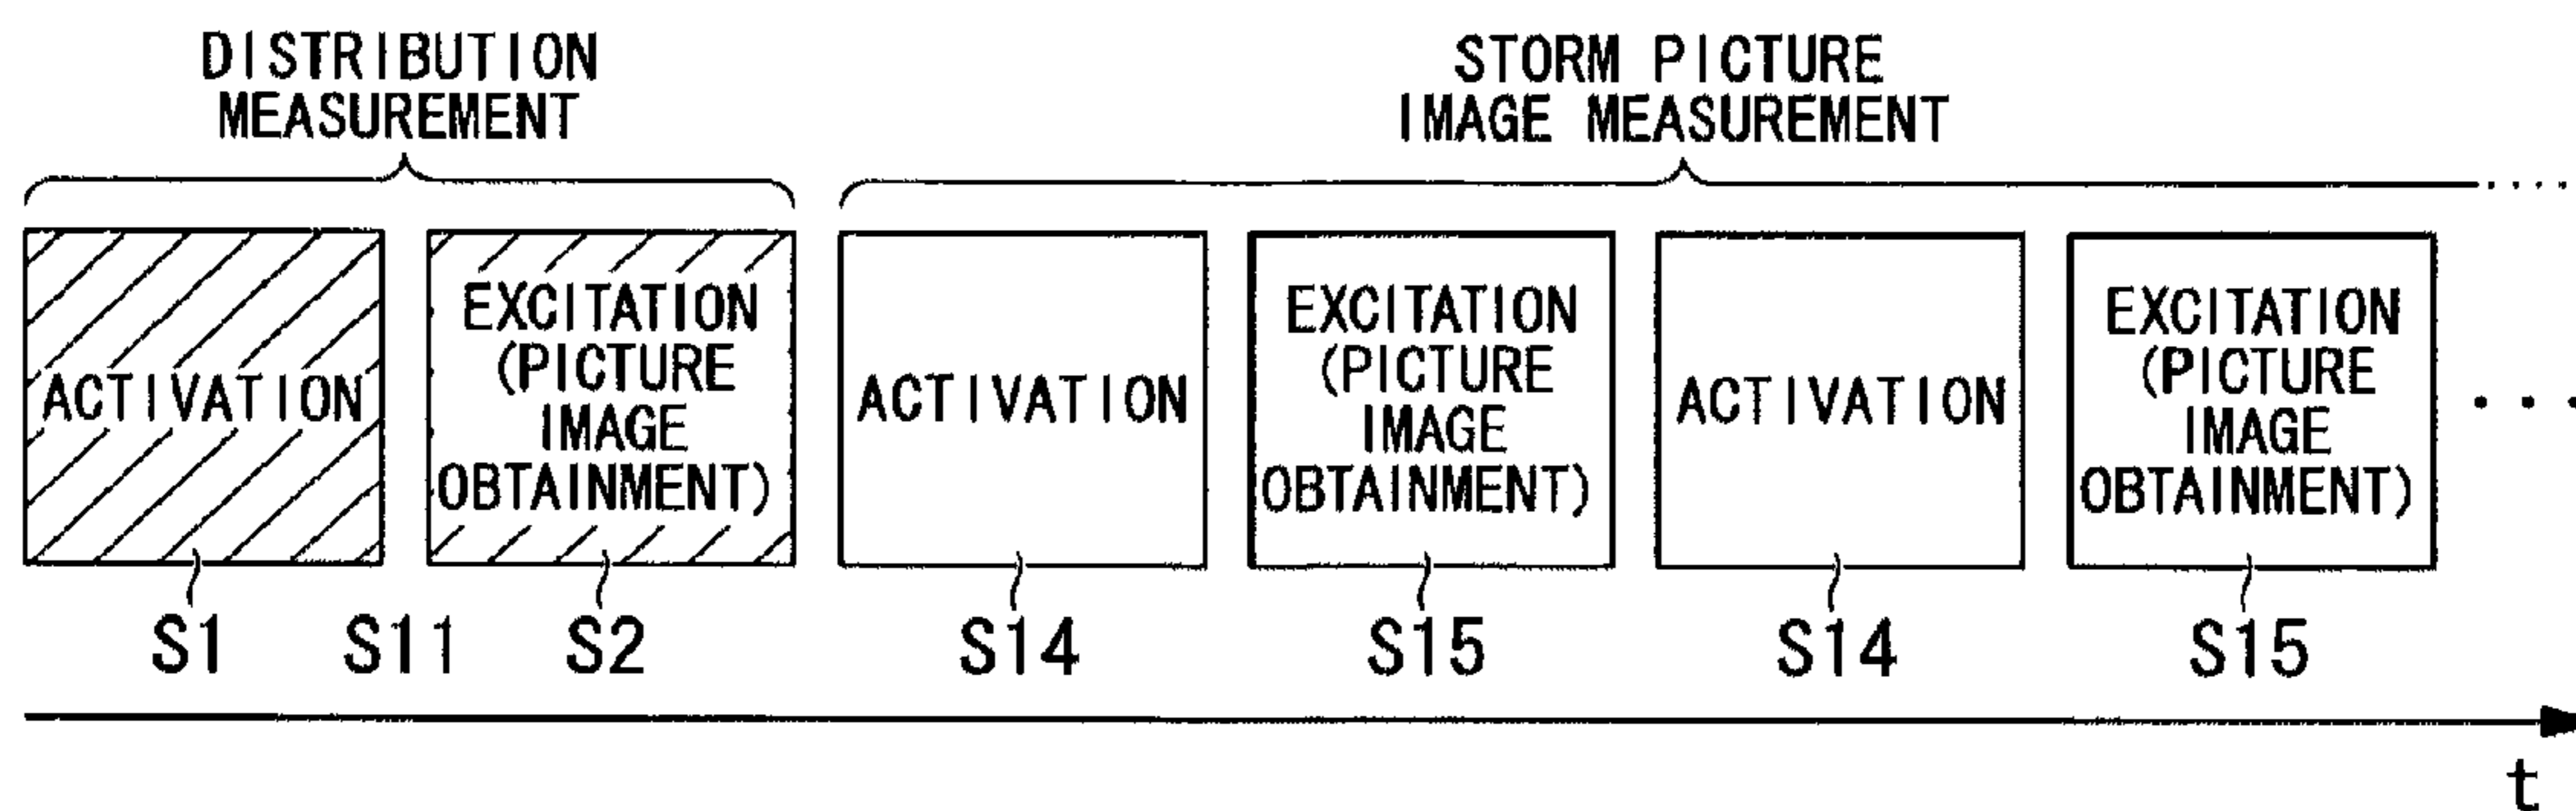 DISTRIBUTION
MEASUREMENT
STORM PICTURE
IMAGE MEASUREMENT
ACTIVATION
EXCITATION
(PICTURE
IMAGE
OBTAINMENT)
ACTIVATION
EXCITATION
(PICTURE
IMAGE
OBTAINMENT)
ACTIVATION
EXCITATION
(PICTURE
IMAGE
OBTAINMENT)
...
S1 S11 S2 S14 S15 S14 S15
t